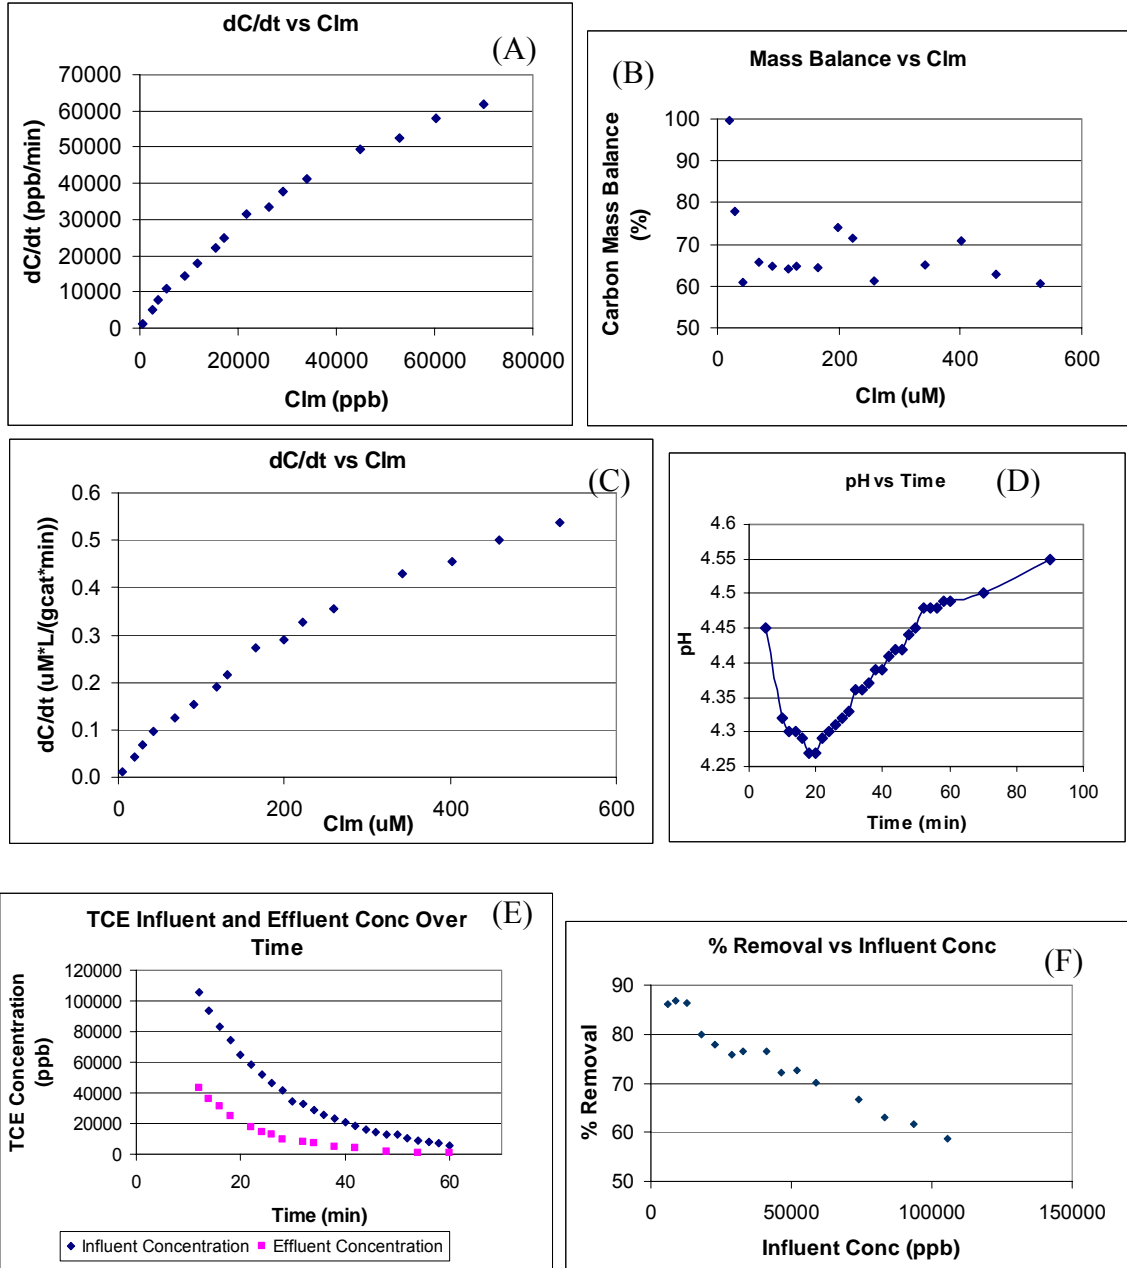 dC/dt vs Clm
(A)
70000
60000
50000
40000
30000
20000
10000
0
dC/dt (ppb/min)
0 20000 40000 60000 80000
Clm (ppb)
(B)
Mass Balance vs Clm
100
90
80
70
60
50
Carbon Mass Balance
(%)
0 200 400 600
Clm (uM)
dC/dt vs Clm
(C)
0.6
0.5
0.4
0.3
0.2
0.1
0.0
dC/dt (uM*L/(gcat*min))
0 200 400 600
Clm (uM)
pH vs Time
(D)
4.6
4.55
4.5
4.45
4.4
4.35
4.3
4.25
pH
0 20 40 60 80 100
Time (min)
TCE Influent and Effluent Conc Over
Time
(E)
120000
100000
80000
60000
40000
20000
0
TCE Concentration
(ppb)
0 20 40 60
Time (min)
Influent Concentration Effluent Concentration
% Removal vs Influent Conc
(F)
90
80
70
60
50
% Removal
0 50000 100000 150000
Influent Conc (ppb)